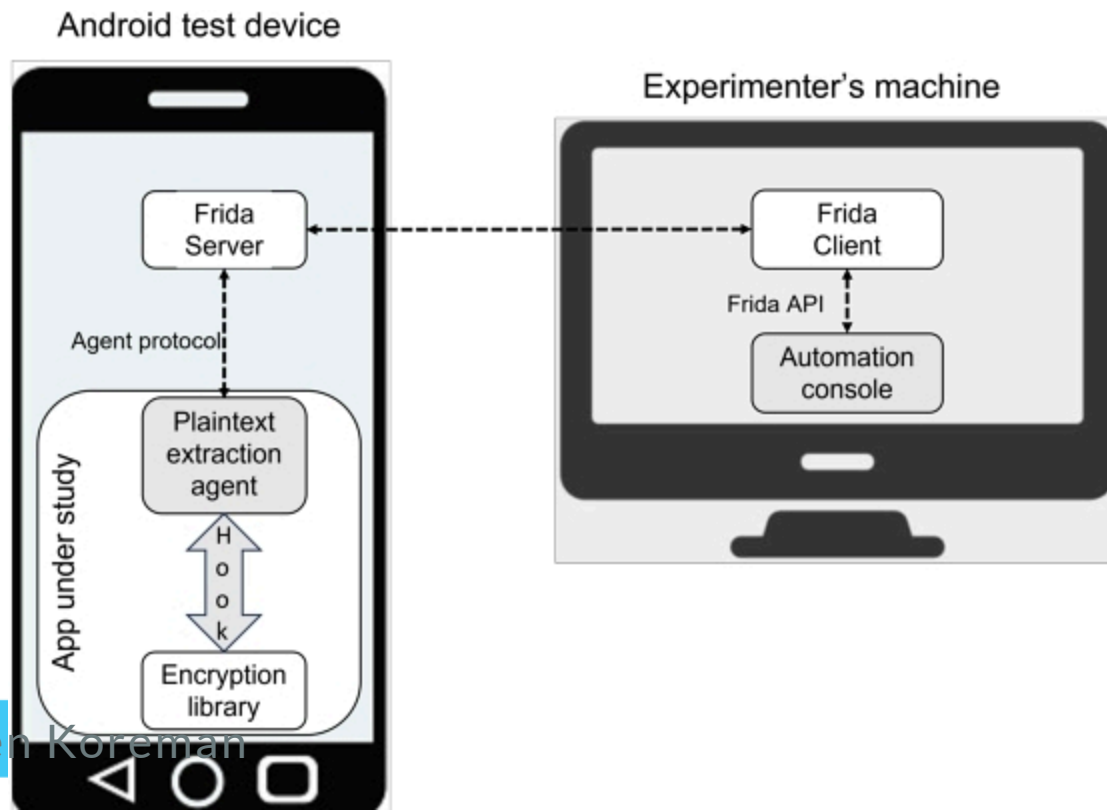 Android test device
Experimenter's machine
Frida
Server
Frida
Client
Agent protocol
Frida API
Automation
console
Plaintext
extraction
agent
App under study
H
o
o
k
Encryption
library
Koreman